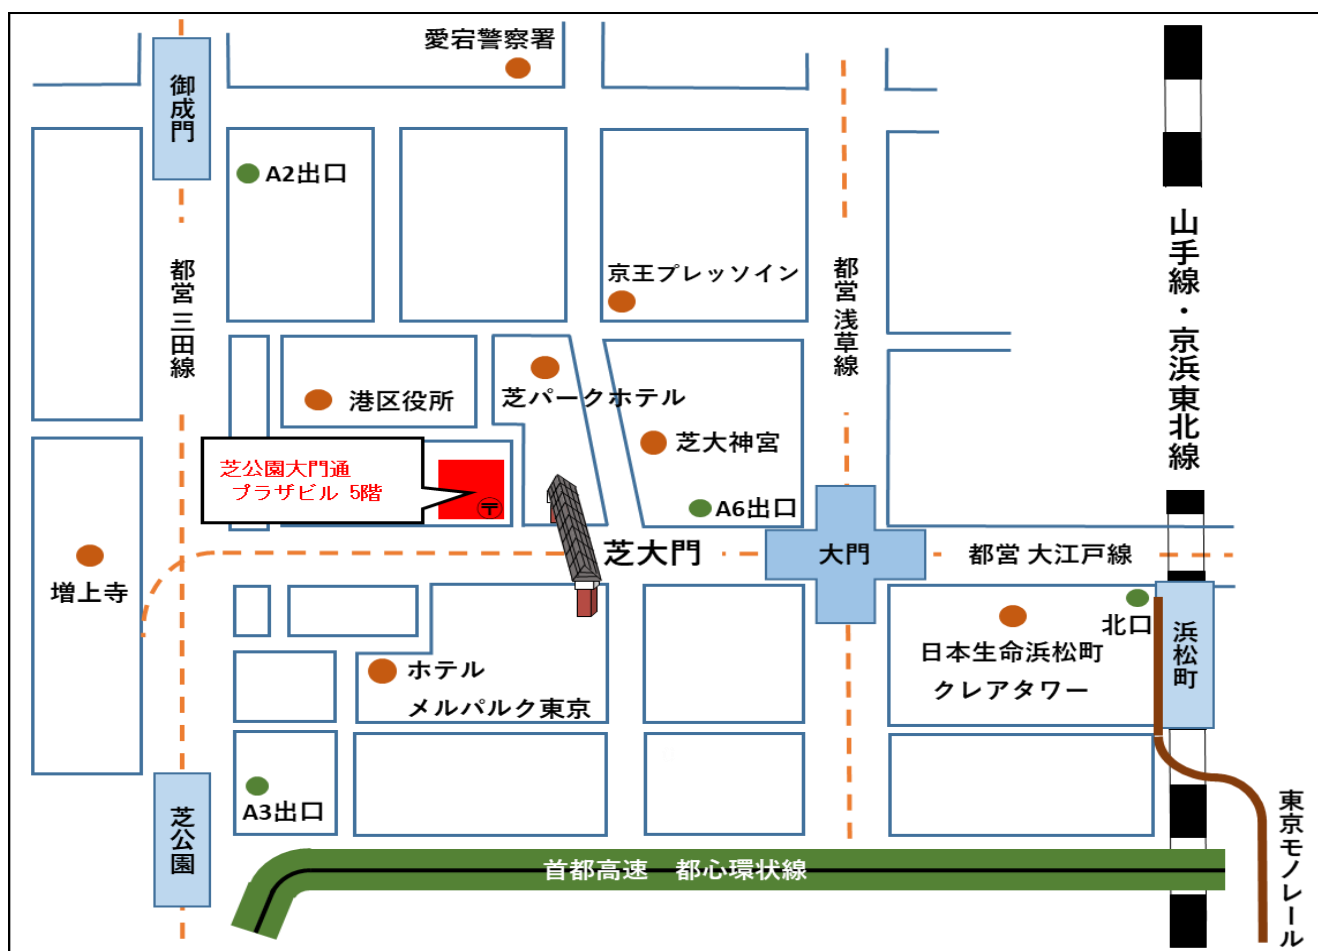 愛宕警察署
御成門
A2出口
山手線・京浜東北線
都営 三田線
都営 浅草線
京王プレッソイン
港区役所
芝パークホテル
芝大神宮
芝公園大門通
プラザビル 5階
〒
A6出口
芝大門
大門
都営 大江戸線
増上寺
北口
浜松町
日本生命浜松町
クレアタワー
ホテル
メルパルク東京
A3出口
芝公園
東京モノレール
首都高速 都心環状線